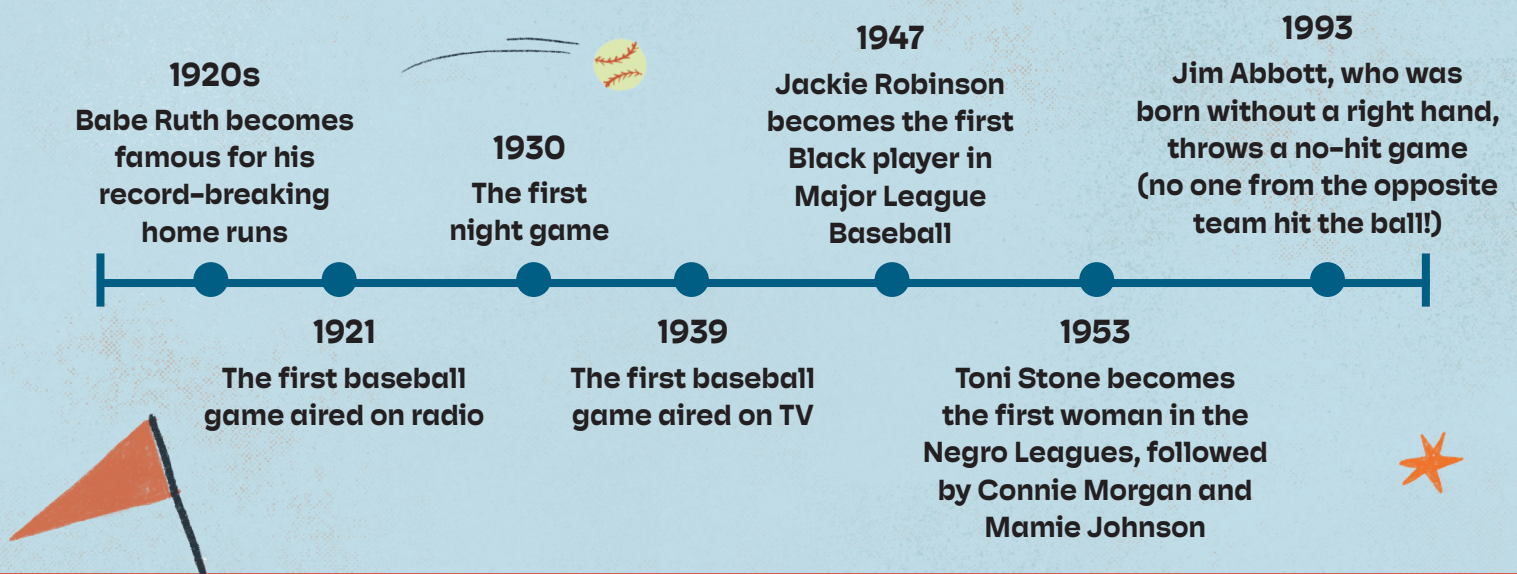 1920s
Babe Ruth becomes
famous for his
record-breaking
home runs
1921
The first baseball
game aired on radio
1930
The first
night game
1939
The first baseball
game aired on TV
1947
Jackie Robinson
becomes the first
Black player in
Major League
Baseball
1953
Toni Stone becomes
the first woman in the
Negro Leagues, followed
by Connie Morgan and
Mamie Johnson
1993
Jim Abbott, who was
born without a right hand,
throws a no-hit game
(no one from the opposite
team hit the ball!)